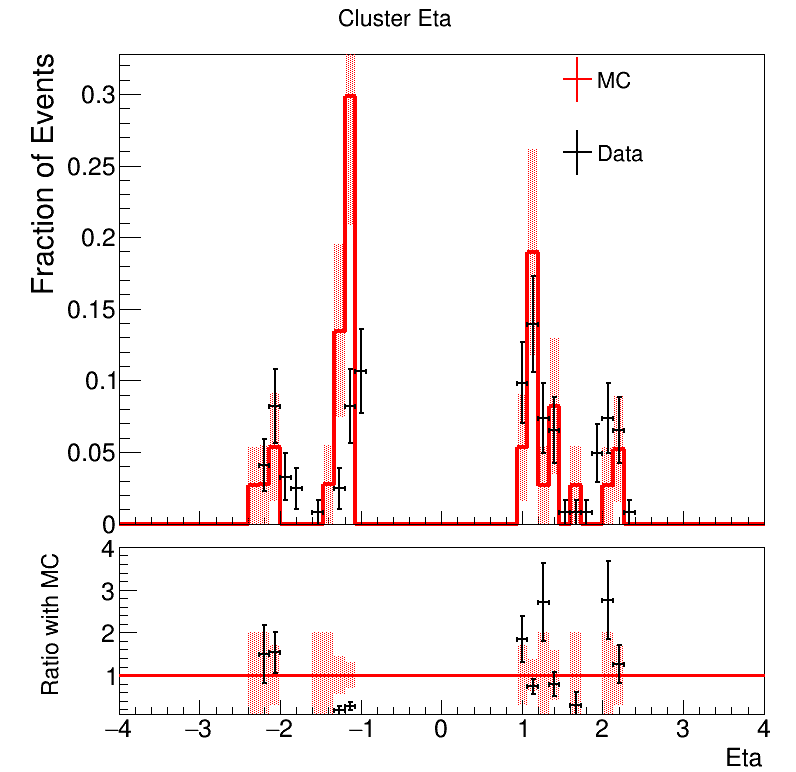 Cluster Eta
Fraction of Events
0.3
0.25
0.2
0.15
0.1
0.05
0
MC
Data
Ratio with MC
4
3
2
1
−4 −3 −2 −1 0 1 2 3 4
Eta